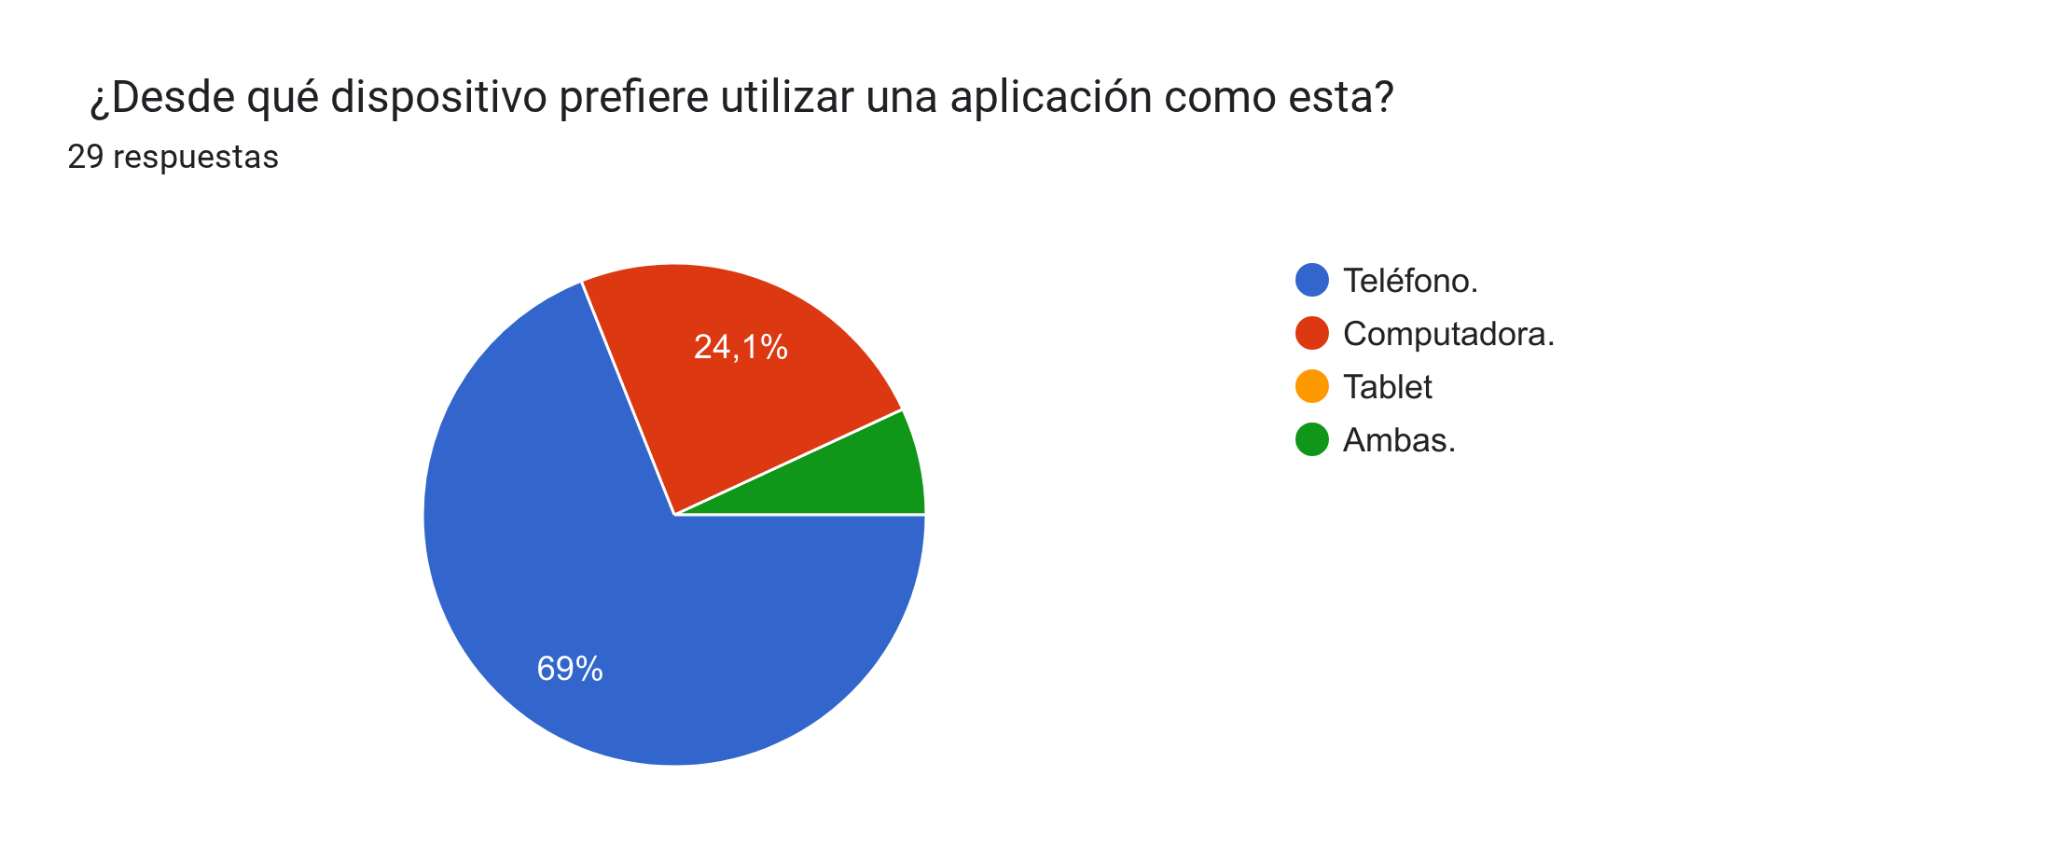 ¿Desde qué dispositivo prefiere utilizar una aplicación como esta?
29 respuestas
24,1%
69%
Teléfono.
Computadora.
Tablet
Ambas.